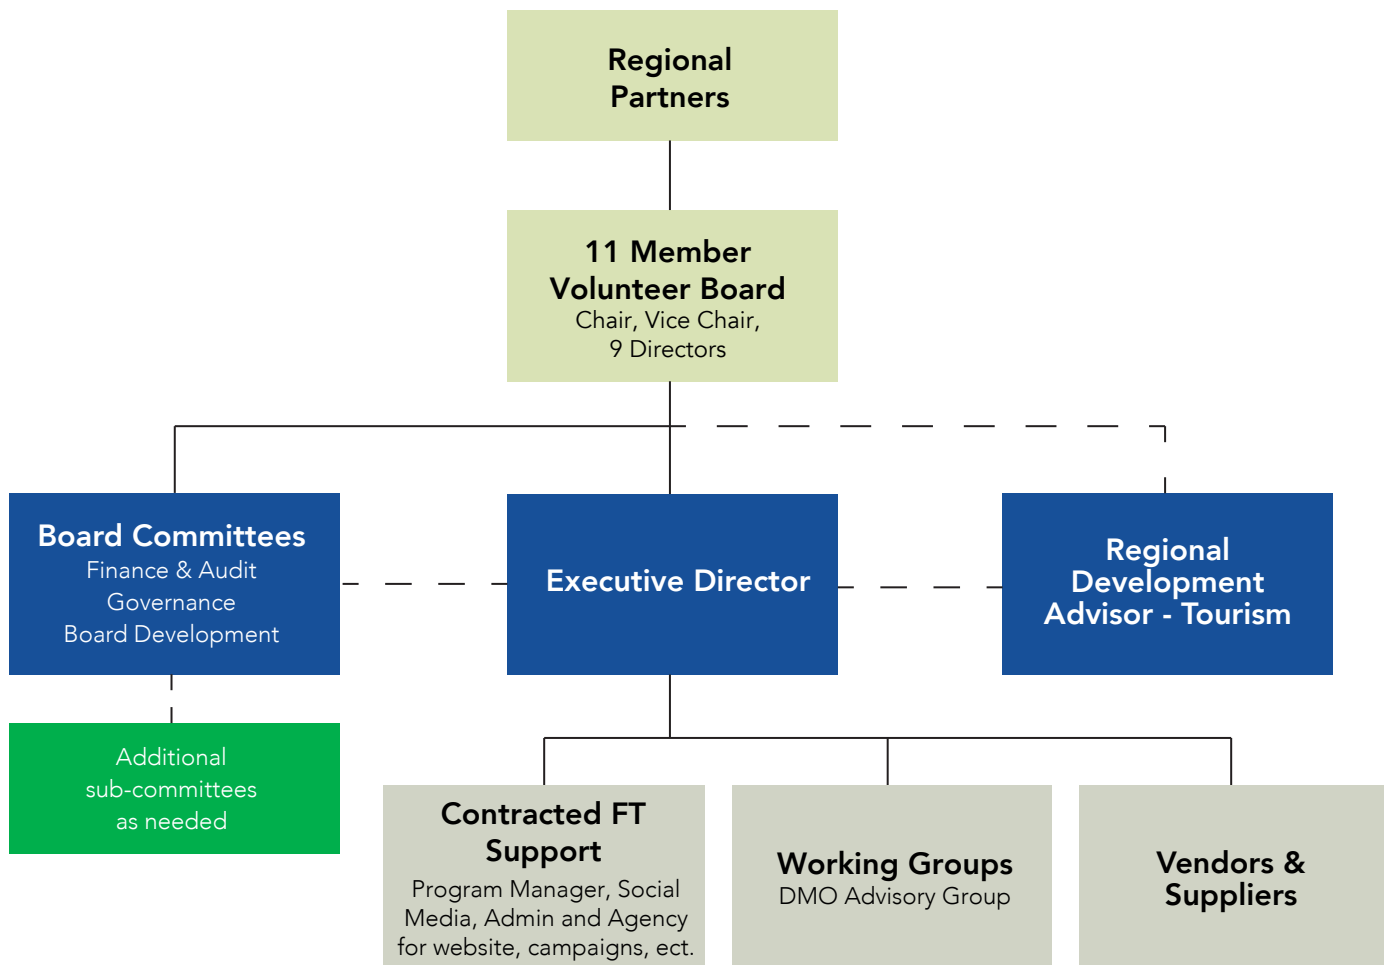 Regional
Partners
11 Member
Volunteer Board
Chair, Vice Chair,
9 Directors
Board Committees
Finance & Audit
Governance
Board Development
Executive Director
Regional
Development
Advisor - Tourism
Additional
sub-committees
as needed
Contracted FT
Support
Program Manager, Social
Media, Admin and Agency
for website, campaigns, ect.
Working Groups
DMO Advisory Group
Vendors &
Suppliers